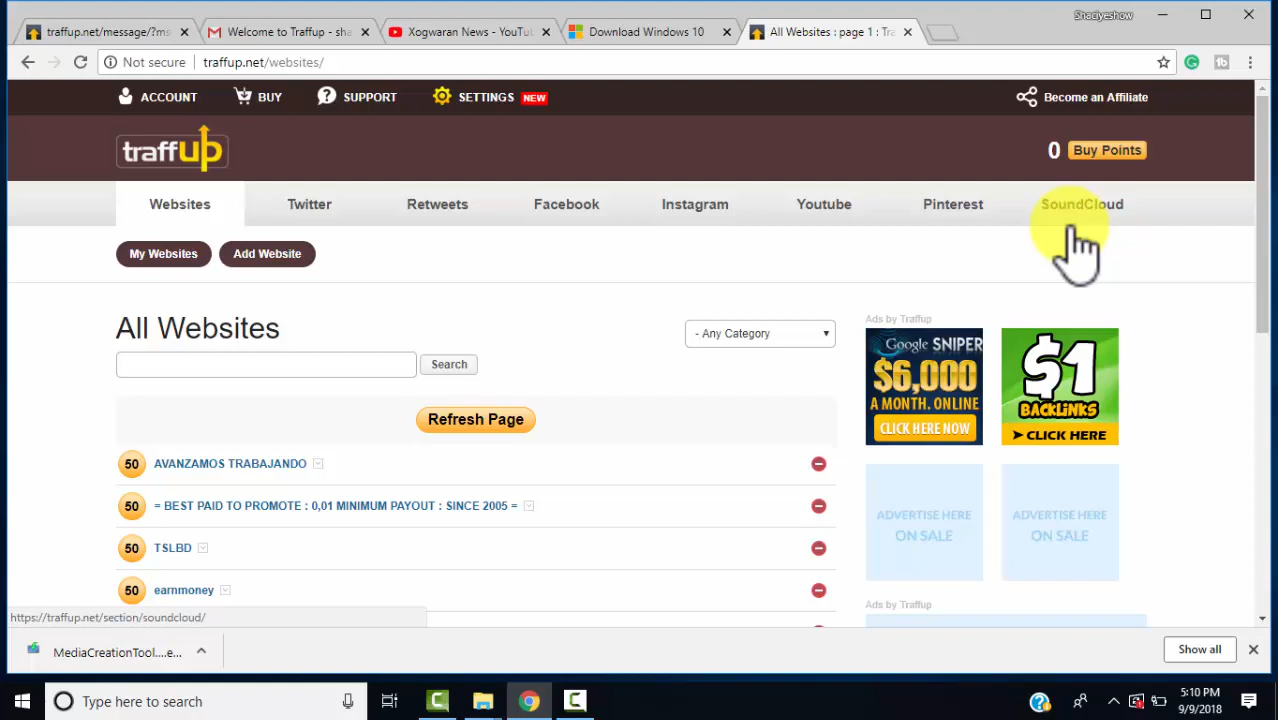 Shaciyeshow
traffup.net/message/?ms
Welcome to Traffup - sha
Xogwaran News - YouTu
Download Windows 10
All Websites : page 1 : Tra
Not secure | traffup.net/websites/
ACCOUNT BUY SUPPORT SETTINGS NEW Become an Affiliate
traffup
0 Buy Points
Websites Twitter Retweets Facebook Instagram Youtube Pinterest SoundCloud
My Websites Add Website
All Websites
- Any Category
Search
Refresh Page
50 AVANZAMOS TRABAJANDO
50 = BEST PAID TO PROMOTE : 0,01 MINIMUM PAYOUT : SINCE 2005 =
50 TSLBD
50 earnmoney
Ads by Traffup
Google SNIPER
$6,000
A MONTH. ONLINE
CLICK HERE NOW
$1
BACKLINKS
CLICK HERE
ADVERTISE HERE
ON SALE
ADVERTISE HERE
ON SALE
Ads by Traffup
https://traffup.net/section/soundcloud/
MediaCreationTool....e...
Show all
Type here to search
5:10 PM
9/9/2018